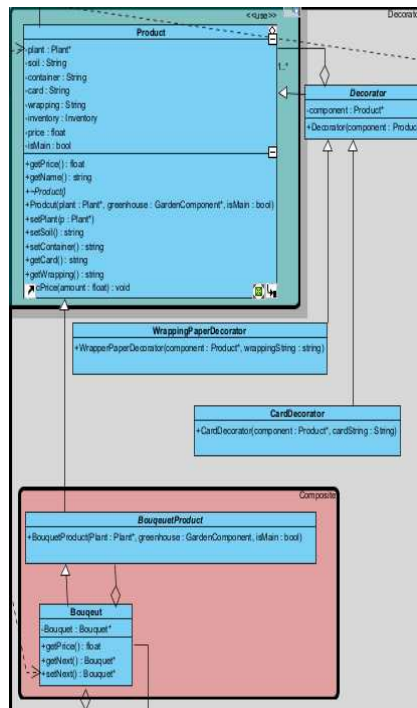 <<use>>
Decorator
Product
-plant : Plant*
-soil : String
-container : String
-card : String
-wrapping : String
-inventory : Inventory
-price : float
-isMain : bool
+getPrice() : float
+getName() : string
+~Product()
+Prodcut(plant : Plant*, greenhouse : GardenComponent*, isMain : bool)
+setPlant(p : Plant*)
+setSoil() : string
+setContainer() : string
+getCard() : string
+getWrapping() : string
cPrice(amount : float) : void
1..*
Decorator
-component : Product*
+Decorator(component : Produc
WrappingPaperDecorator
+WrapperPaperDecorator(component : Product*, wrappingString : string)
CardDecorator
+CardDecorator(component : Product*, cardString : String)
Composite
BouqeuetProduct
+BouquetProduct(Plant : Plant*, greenhouse : GardenComponent, isMain : bool)
Bouqeut
-Bouquet : Bouquet*
+getPrice() : float
+getNext() : Bouquet*
+setNext() : Bouquet*